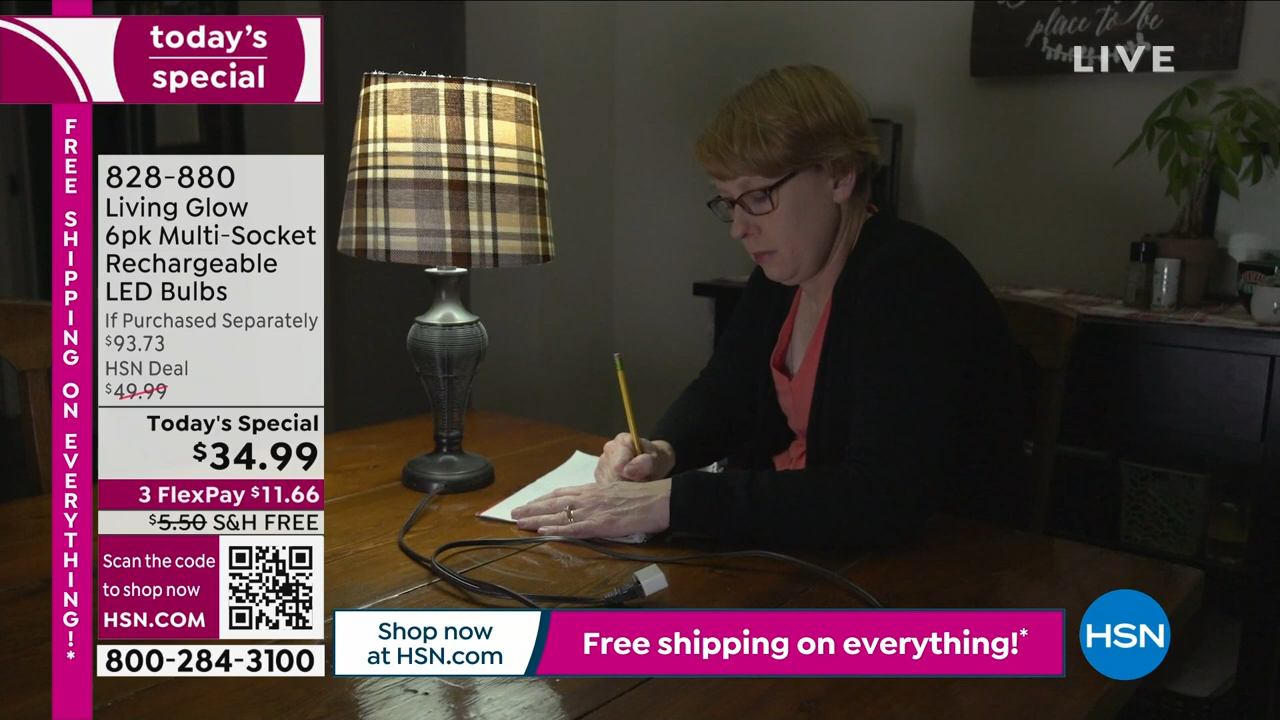 today's
special
FREE SHIPPING ON EVERYTHING!*
828-880
Living Glow
6pk Multi-Socket
Rechargeable
LED Bulbs
If Purchased Separately
$93.73
HSN Deal
$49.99
Today's Special
$34.99
3 FlexPay $11.66
$5.50 S&H FREE
Scan the code
to shop now
HSN.COM
800-284-3100
place to be
LIVE
Shop now
at HSN.com
Free shipping on everything!*
HSN